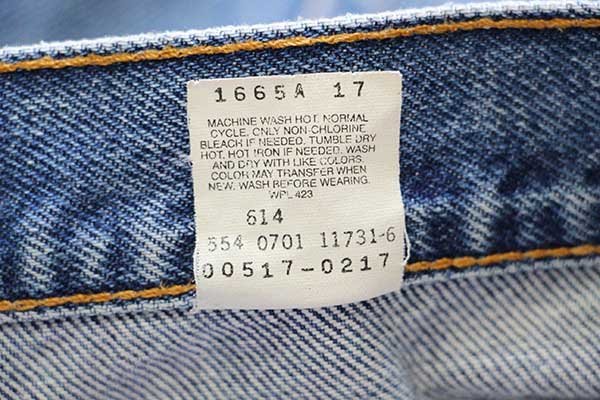 1665A 17
MACHINE WASH HOT NORMAL
CYCLE. ONLY NON-CHLORINE
BLEACH IF NEEDED. TUMBLE DRY
HOT. HOT IRON IF NEEDED. WASH
AND DRY WITH LIKE COLORS.
COLOR MAY TRANSFER WHEN
NEW. WASH BEFORE WEARING.
WPL 423
614
554 0701 11731-6
00517-0217